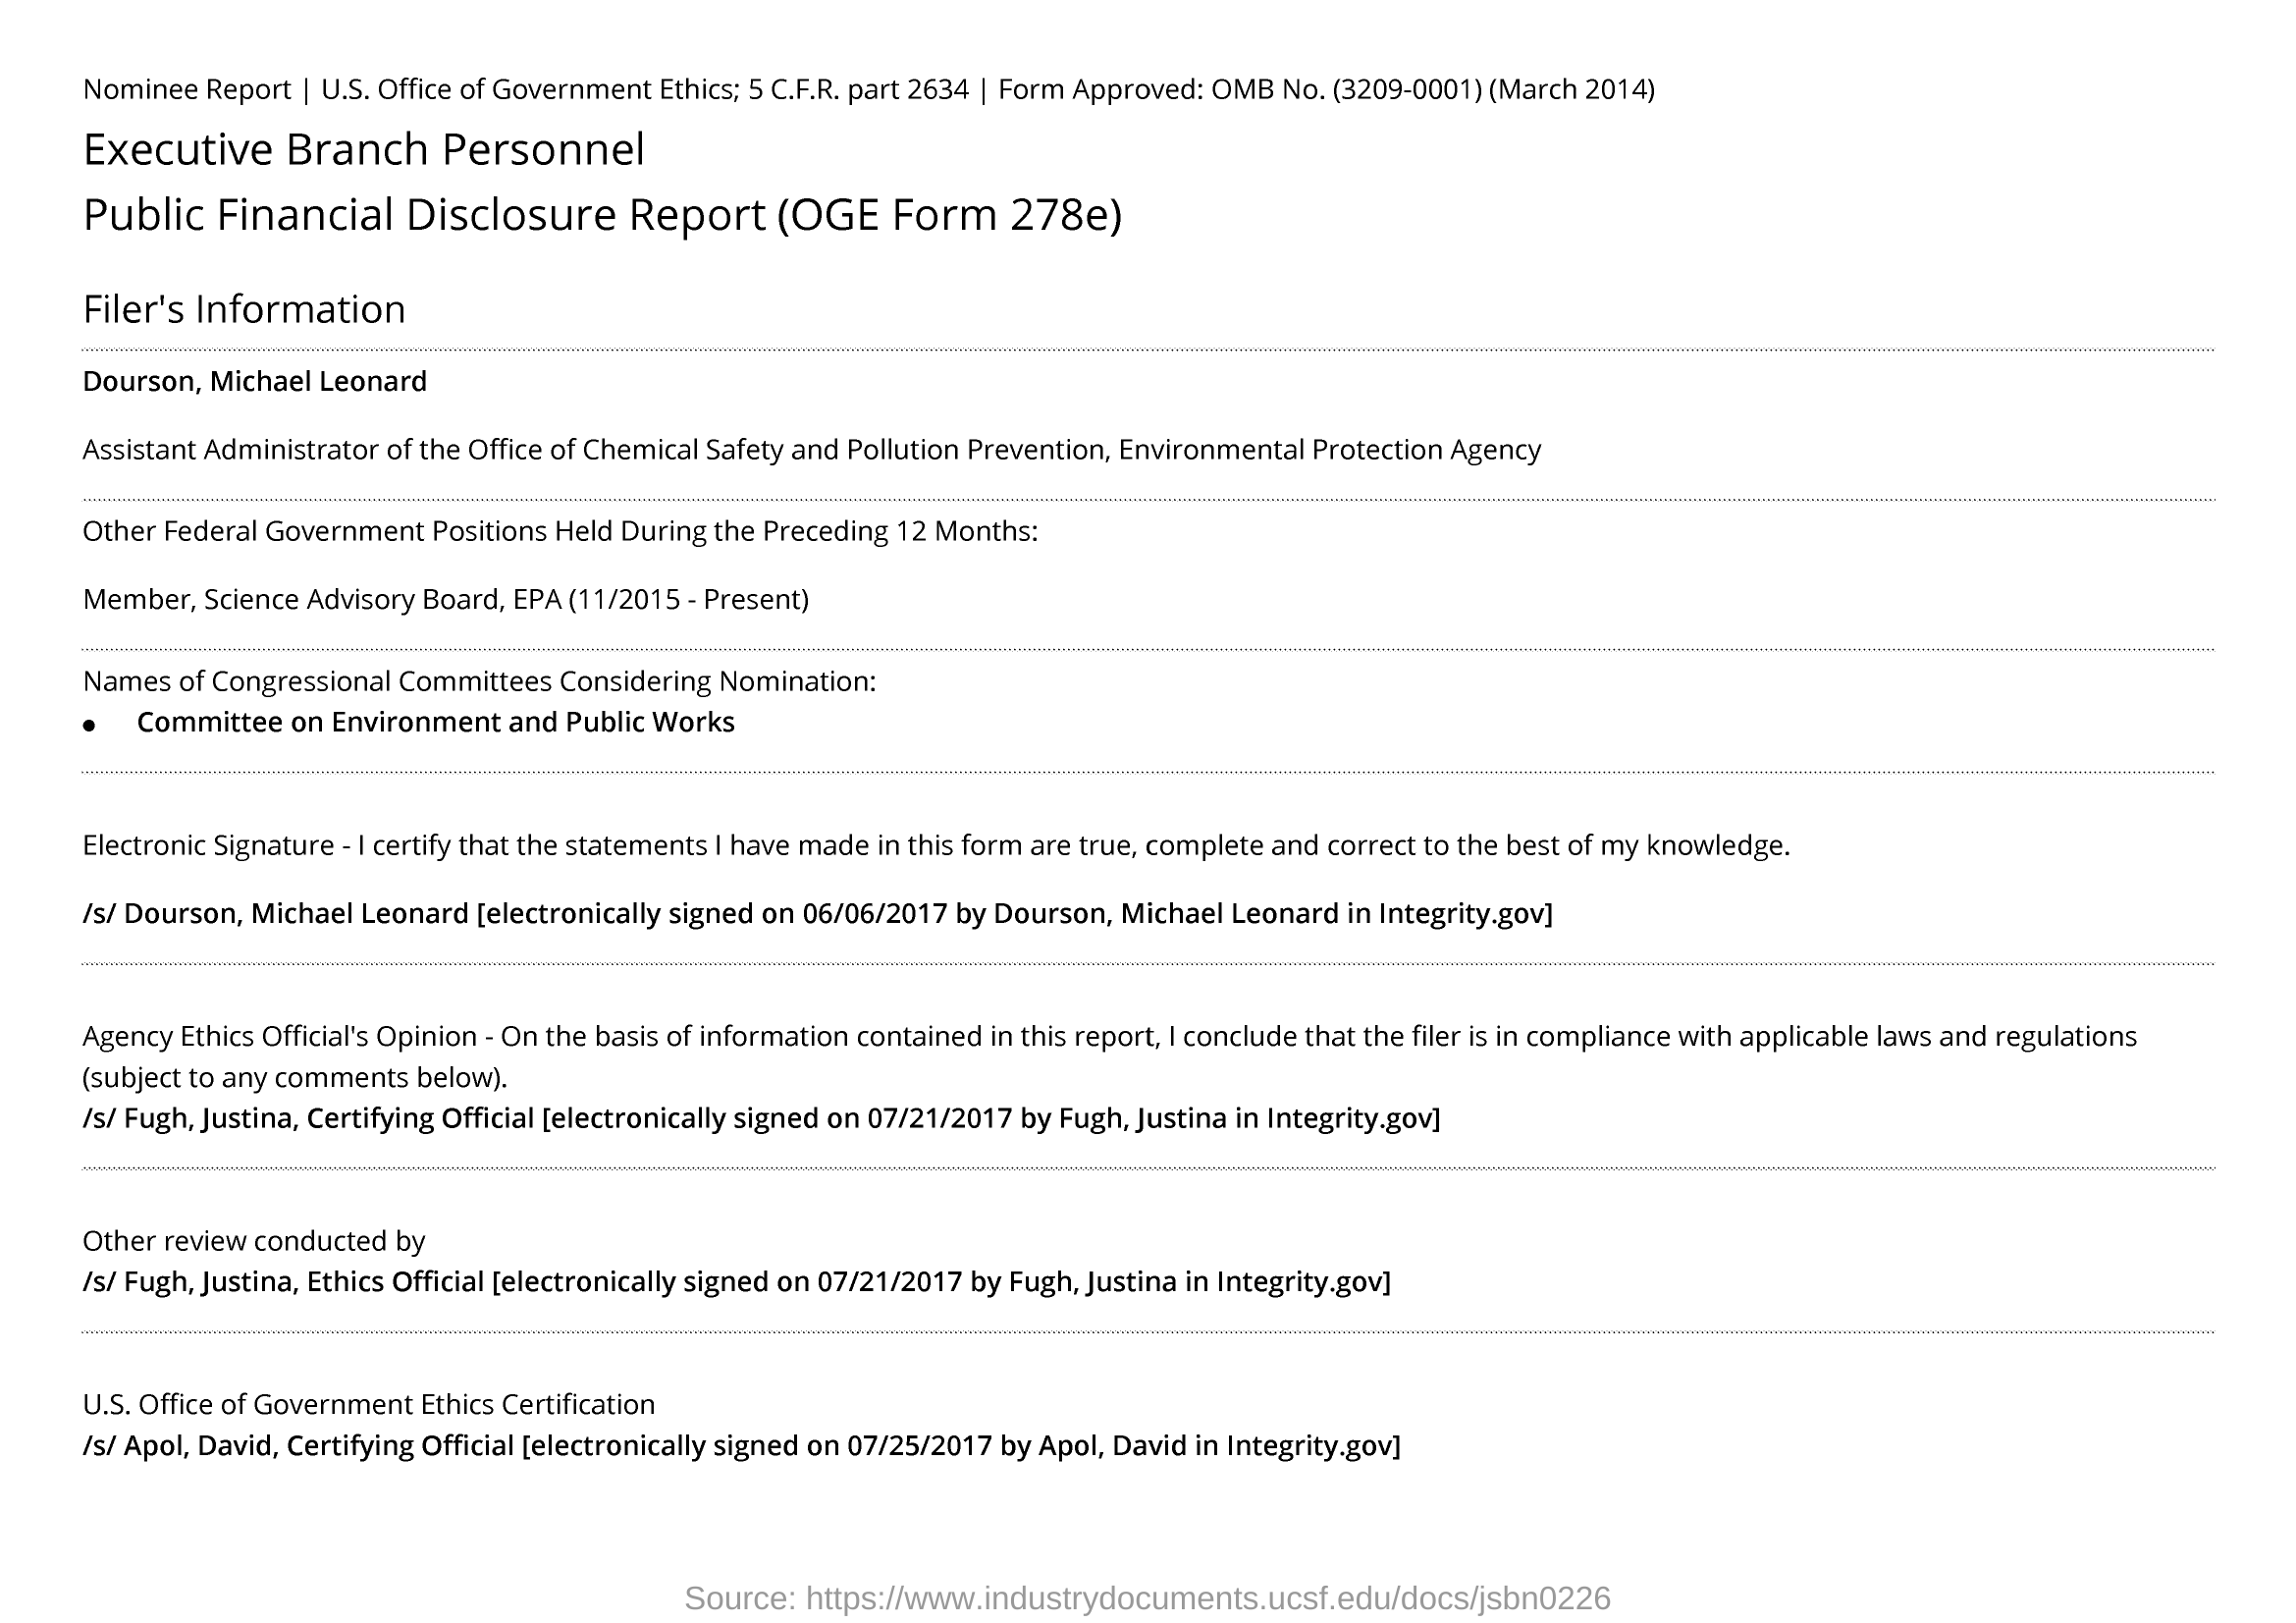 Nominee Report | U.S. Office of Government Ethics; 5 C.F.R. part 2634 | Form Approved: OMB No. (3209-0001) (March 2014)
Executive Branch Personnel
Public Financial Disclosure Report (OGE Form 278e)
Filer's Information
Dourson, Michael Leonard
Assistant Administrator of the Office of Chemical Safety and Pollution Prevention, Environmental Protection Agency
Other Federal Government Positions Held During the Preceding 12 Months:
Member, Science Advisory Board, EPA (11/2015 - Present)
Names of Congressional Committees Considering Nomination:
● Committee on Environment and Public Works
Electronic Signature - I certify that the statements I have made in this form are true, complete and correct to the best of my knowledge.
/s/ Dourson, Michael Leonard [electronically signed on 06/06/2017 by Dourson, Michael Leonard in Integrity.gov]
Agency Ethics Official's Opinion - On the basis of information contained in this report, I conclude that the filer is in compliance with applicable laws and regulations
(subject to any comments below).
/s/ Fugh, Justina, Certifying Official [electronically signed on 07/21/2017 by Fugh, Justina in Integrity.gov]
Other review conducted by
/s/ Fugh, Justina, Ethics Official [electronically signed on 07/21/2017 by Fugh, Justina in Integrity.gov]
U.S. Office of Government Ethics Certification
/s/ Apol, David, Certifying Official [electronically signed on 07/25/2017 by Apol, David in Integrity.gov]
Source: https://www.industrydocuments.ucsf.edu/docs/jsbn0226